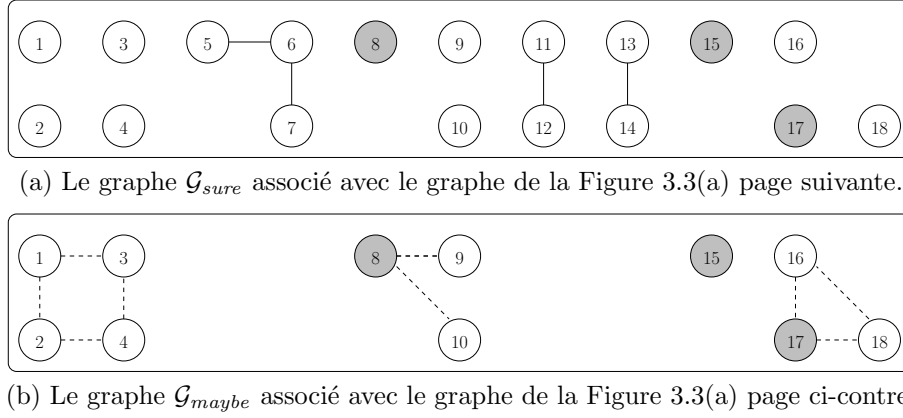 1 3 5 6 8 9 11 13 15 16
2 4 7 10 12 14 17 18
(a) Le graphe 𝒢sure associé avec le graphe de la Figure 3.3(a) page suivante.
1 3 8 9 15 16
2 4 10 17 18
(b) Le graphe 𝒢maybe associé avec le graphe de la Figure 3.3(a) page ci-contre